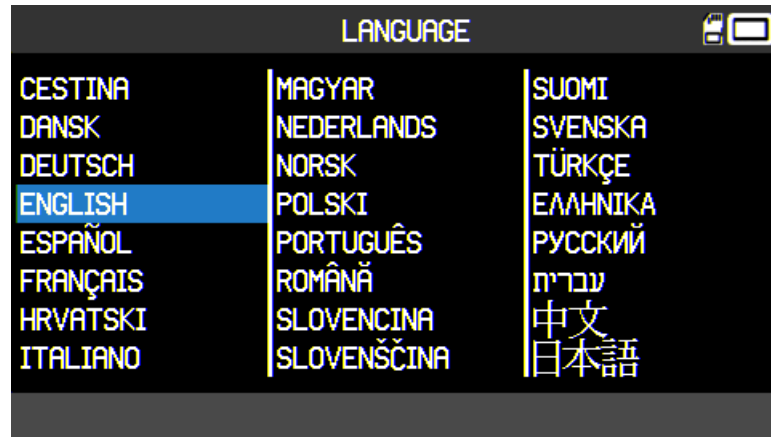 LANGUAGE
CESTINA
DANSK
DEUTSCH
ENGLISH
ESPAÑOL
FRANÇAIS
HRVATSKI
ITALIANO
MAGYAR
NEDERLANDS
NORSK
POLSKI
PORTUGUÊS
ROMÂNĂ
SLOVENCINA
SLOVENŠČINA
SUOMI
SVENSKA
TÜRKÇE
ΕΛΛΗΝΙΚΑ
РУССКИЙ
עברית
中文
日本語